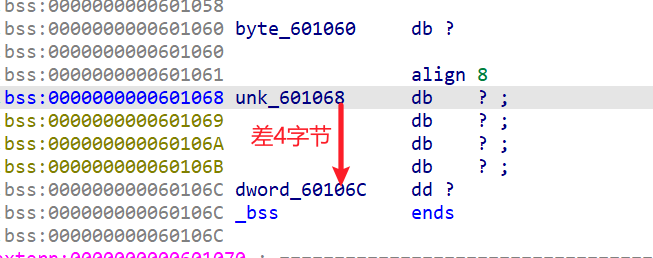 bss:0000000000601058
bss:0000000000601060 byte_601060 db ?
bss:0000000000601060
bss:0000000000601061 align 8
bss:0000000000601068 unk_601068 db ? ;
bss:0000000000601069 db ? ;
bss:000000000060106A db ? ;
bss:000000000060106B db ? ;
差4字节
bss:000000000060106C dword_60106C dd ?
bss:000000000060106C _bss ends
bss:000000000060106C
extern:0000000000601070 ; ----------------------------------